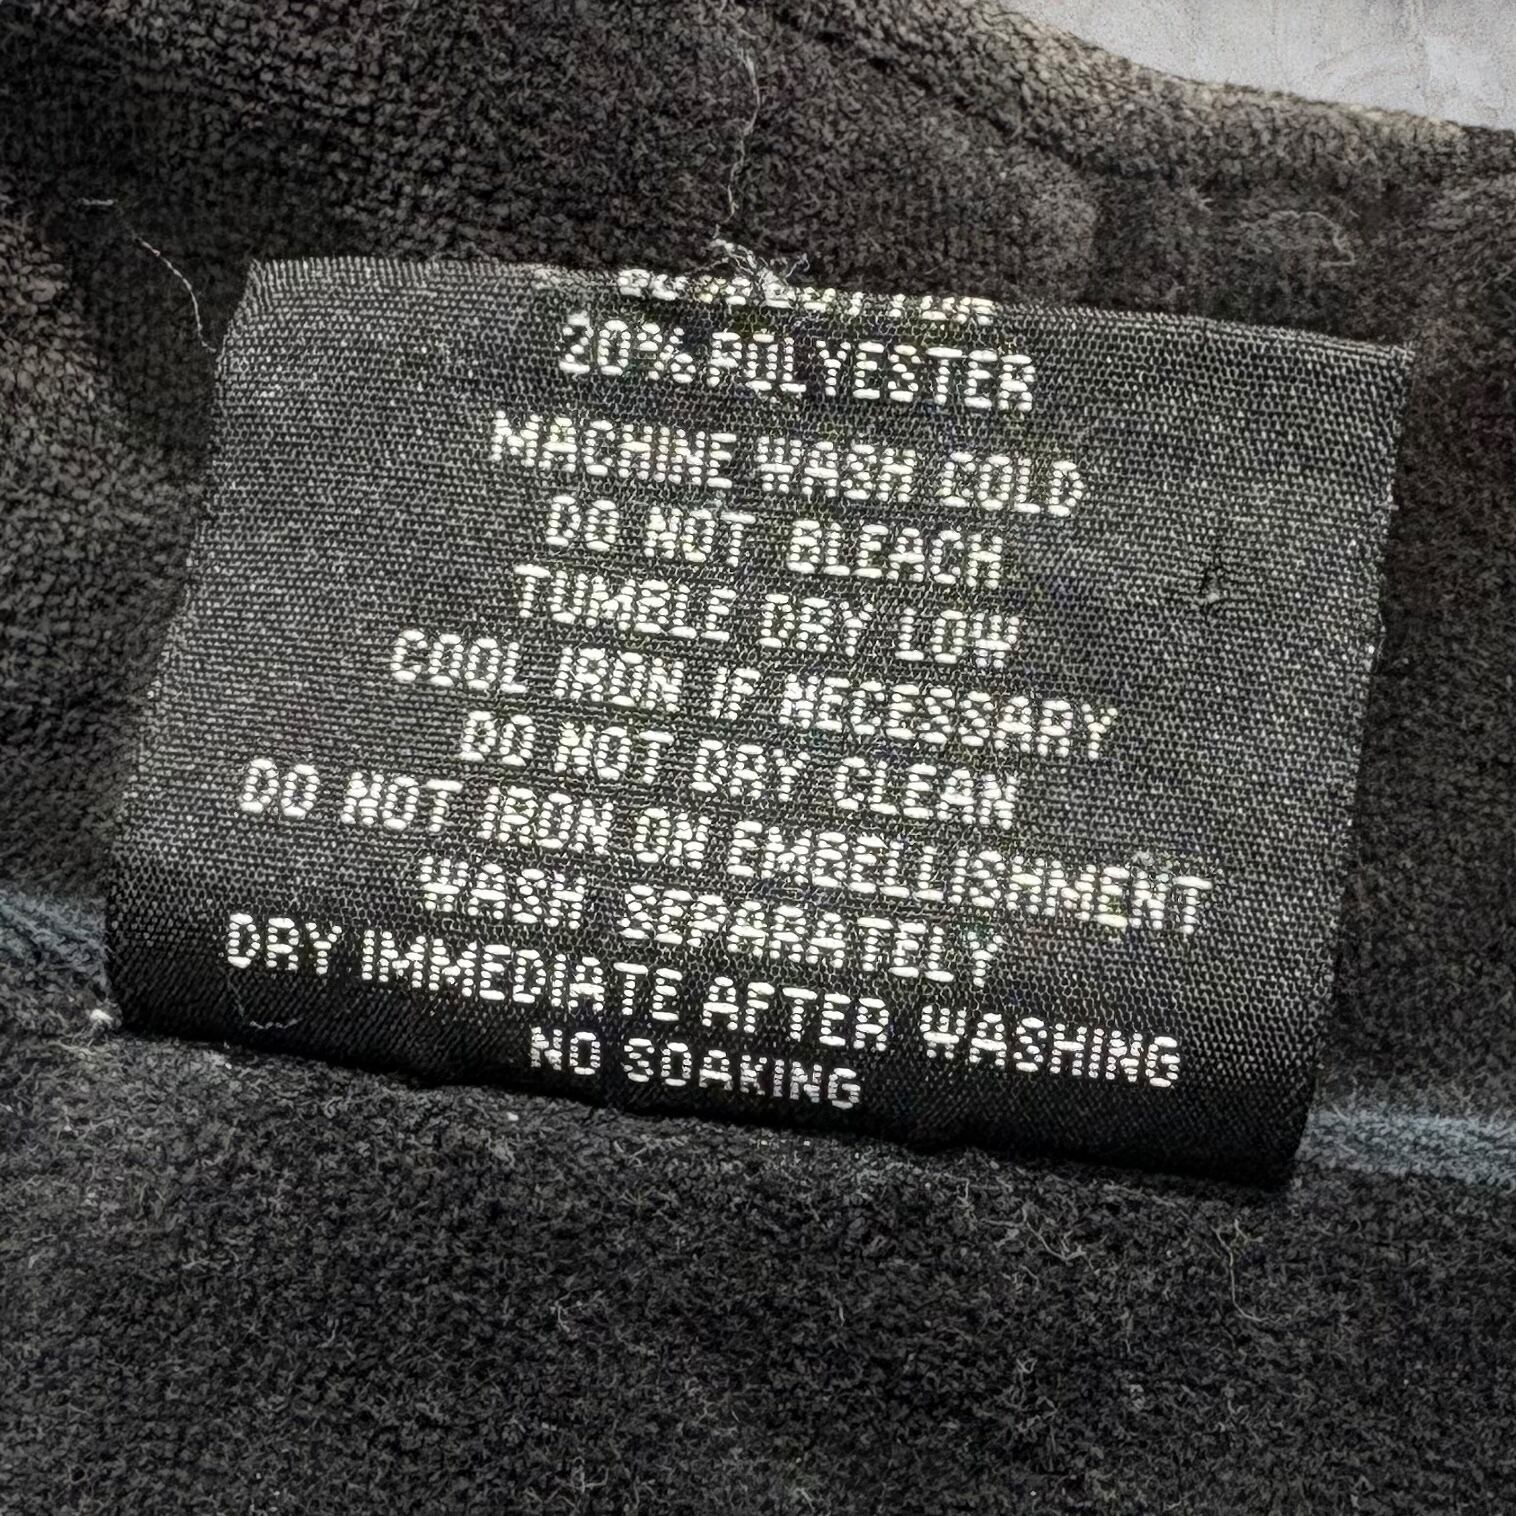 20% POLYESTER
MACHINE WASH COLD
DO NOT BLEACH
TUMBLE DRY LOW
COOL IRON IF NECESSARY
DO NOT DRY CLEAN
DO NOT IRON ON EMBELLISHMENT
WASH SEPARATELY
DRY IMMEDIATE AFTER WASHING
NO SOAKING